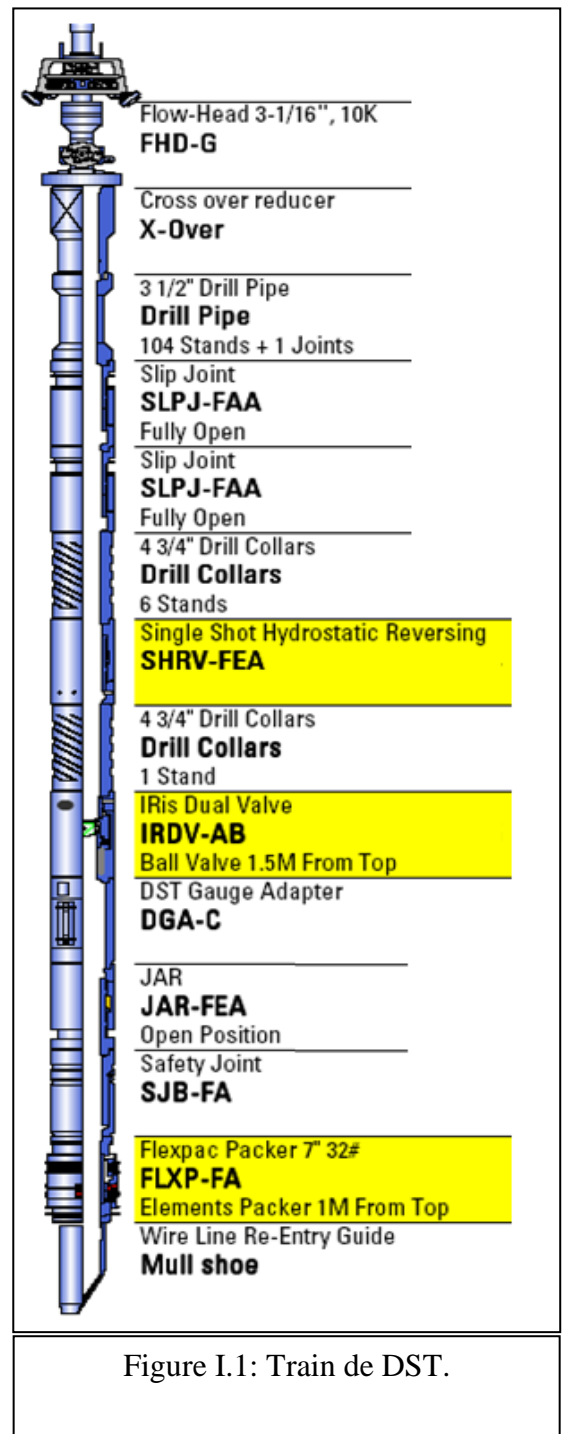 Flow-Head 3-1/16", 10K
FHD-G
Cross over reducer
X-Over
3 1/2" Drill Pipe
Drill Pipe
104 Stands + 1 Joints
Slip Joint
SLPJ-FAA
Fully Open
Slip Joint
SLPJ-FAA
Fully Open
4 3/4" Drill Collars
Drill Collars
6 Stands
Single Shot Hydrostatic Reversing
SHRV-FEA
4 3/4" Drill Collars
Drill Collars
1 Stand
IRis Dual Valve
IRDV-AB
Ball Valve 1.5M From Top
DST Gauge Adapter
DGA-C
JAR
JAR-FEA
Open Position
Safety Joint
SJB-FA
Flexpac Packer 7" 32#
FLXP-FA
Elements Packer 1M From Top
Wire Line Re-Entry Guide
Mull shoe
Figure I.1: Train de DST.